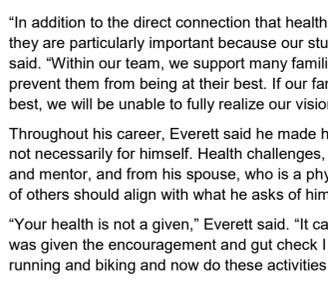 “In addition to the direct connection that health
they are particularly important because our stu
said. “Within our team, we support many famili
prevent them from being at their best. If our far
best, we will be unable to fully realize our visio
Throughout his career, Everett said he made h
not necessarily for himself. Health challenges,
and mentor, and from his spouse, who is a phy
of others should align with what he asks of him
“Your health is not a given,” Everett said. “It ca
was given the encouragement and gut check I
running and biking and now do these activities